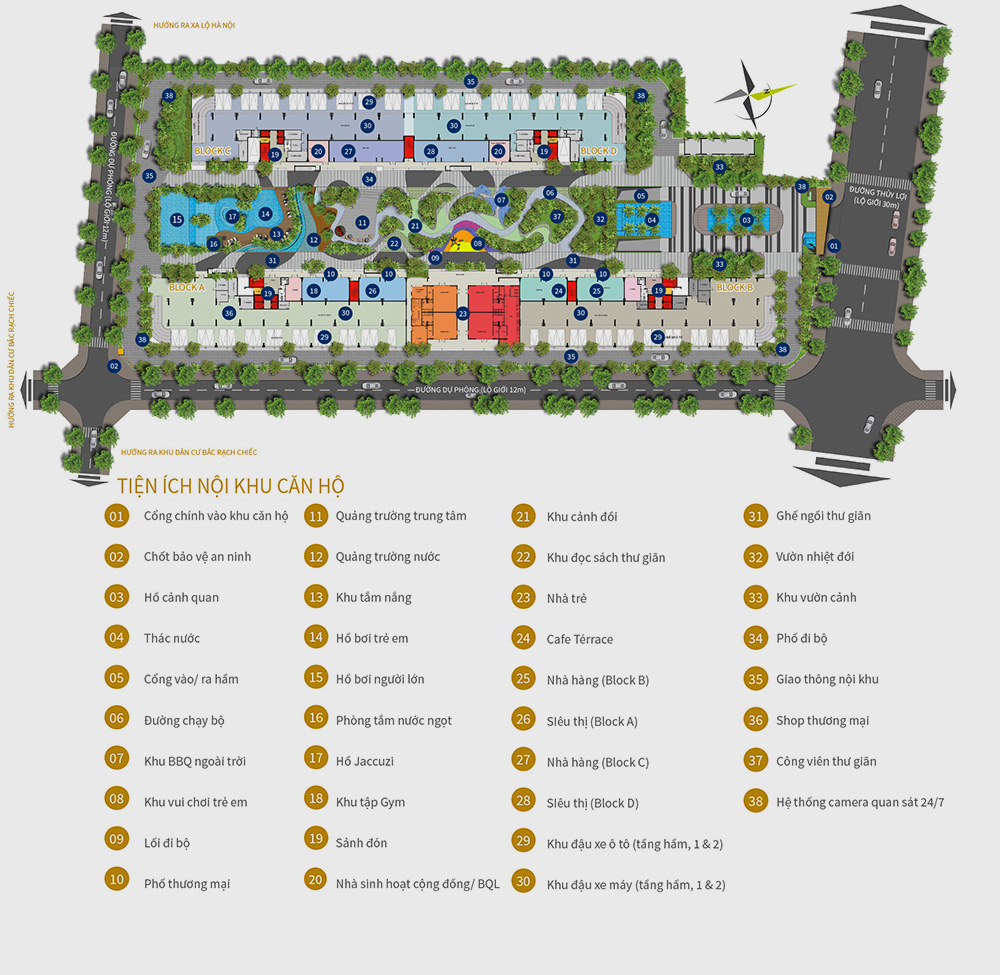 HƯỚNG RA XA LỘ HÀ NỘI
ĐƯỜNG DỰ PHÓNG (LỘ GIỚI 12m)
HƯỚNG RA KHU DÂN CƯ BẮC RẠCH CHIẾC
N
38 35 38
29
30 30
BLOCK C BLOCK D
19 20 27 28 20 19
33
35 34
38 02
ĐƯỜNG THỦY LỢI
(LỘ GIỚI 30m)
15 17 14 11 07 06 05
21 37 32 04 03
16 13 12 22 08 01
31 09 31 33
10 10 10 10
BLOCK A BLOCK B
19 18 26 24 25 19
36 30 23 30
38 29 29 38
02 35
ĐƯỜNG DỰ PHÓNG (LỘ GIỚI 12m)
HƯỚNG RA KHU DÂN CƯ BẮC RẠCH CHIẾC
TIỆN ÍCH NỘI KHU CĂN HỘ
01 Cổng chính vào khu căn hộ
02 Chốt bảo vệ an ninh
03 Hồ cảnh quan
04 Thác nước
05 Cổng vào/ ra hầm
06 Đường chạy bộ
07 Khu BBQ ngoài trời
08 Khu vui chơi trẻ em
09 Lối đi bộ
10 Phố thương mại
11 Quảng trường trung tâm
12 Quảng trường nước
13 Khu tắm nắng
14 Hồ bơi trẻ em
15 Hồ bơi người lớn
16 Phòng tắm nước ngọt
17 Hồ Jaccuzi
18 Khu tập Gym
19 Sảnh đón
20 Nhà sinh hoạt cộng đồng/ BQL
21 Khu cảnh đồi
22 Khu đọc sách thư giãn
23 Nhà trẻ
24 Cafe Térrace
25 Nhà hàng (Block B)
26 SIêu thị (Block A)
27 Nhà hàng (Block C)
28 SIêu thị (Block D)
29 Khu đậu xe ô tô (tầng hầm, 1 & 2)
30 Khu đậu xe máy (tầng hầm, 1 & 2)
31 Ghế ngồi thư giãn
32 Vườn nhiệt đới
33 Khu vườn cảnh
34 Phố đi bộ
35 Giao thông nội khu
36 Shop thương mại
37 Công viên thư giãn
38 Hệ thống camera quan sát 24/7